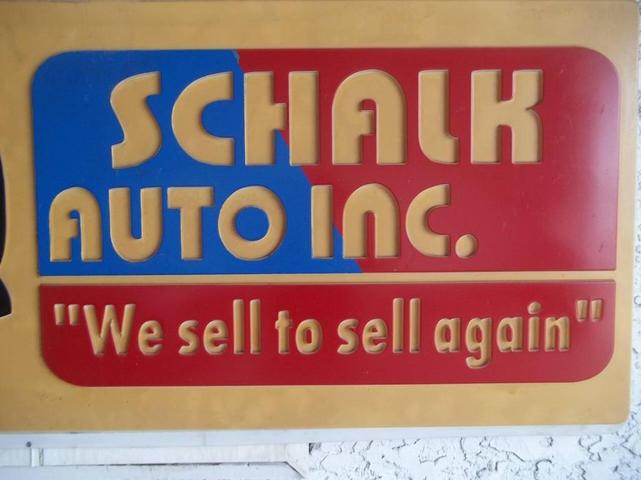 SCHALK
AUTO INC.
"We sell to sell again"